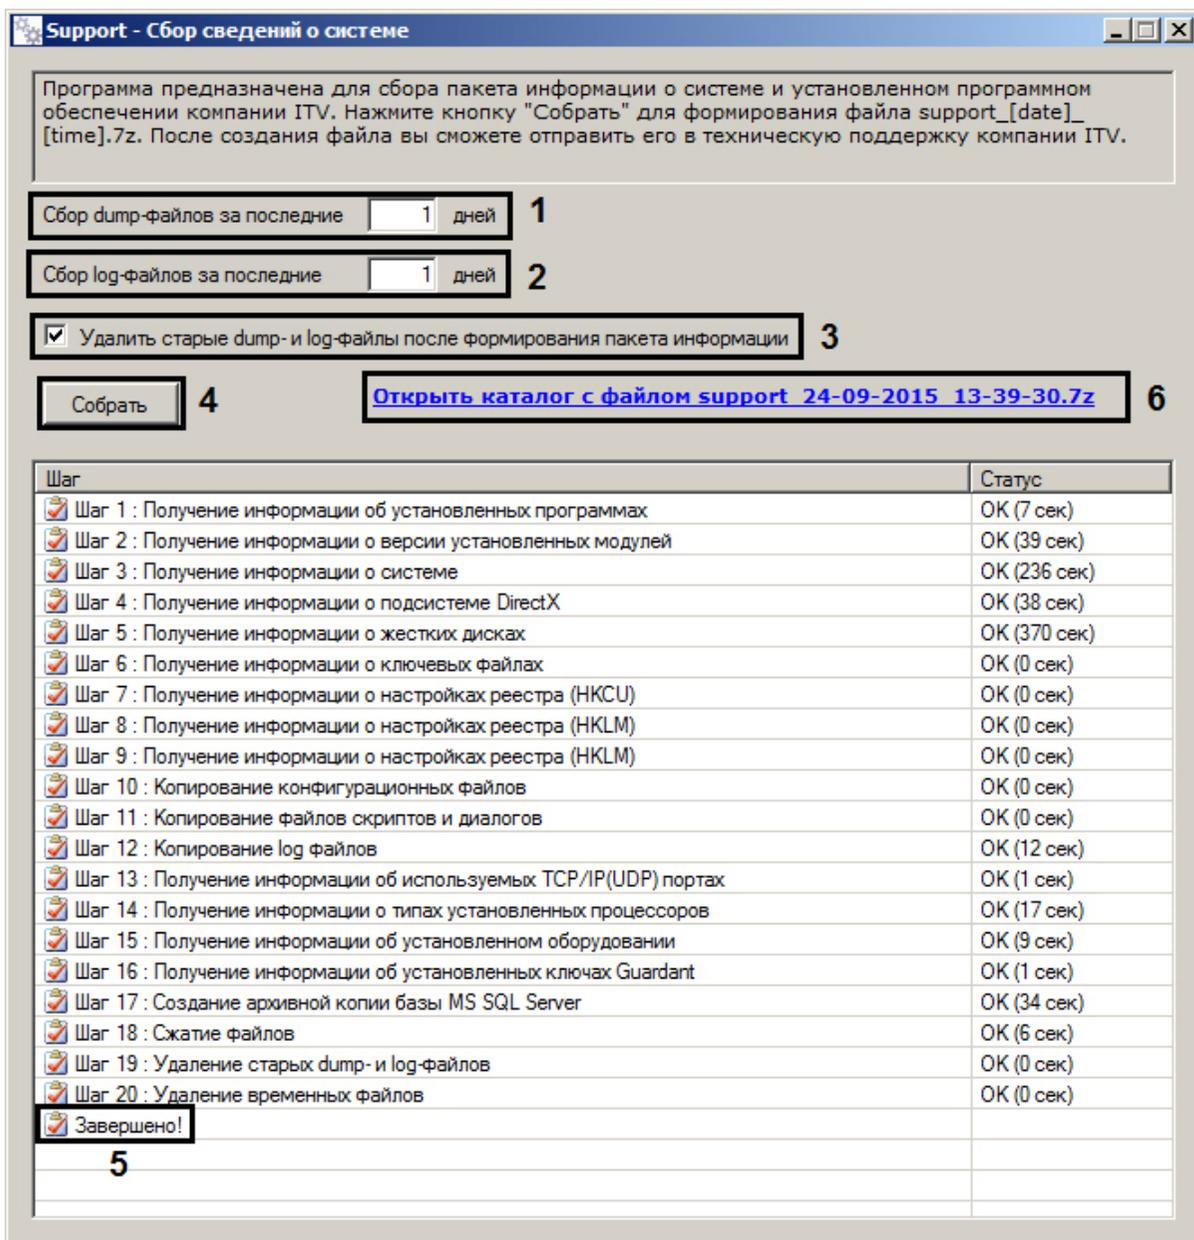 Support - Сбор сведений о системе
Программа предназначена для сбора пакета информации о системе и установленном программном
обеспечении компании ITV. Нажмите кнопку "Собрать" для формирования файла support_[date]_
[time].7z. После создания файла вы сможете отправить его в техническую поддержку компании ITV.
Сбор dump-файлов за последние 1 дней 1
Сбор log-файлов за последние 1 дней 2
Удалить старые dump- и log-файлы после формирования пакета информации 3
Собрать 4 Открыть каталог с файлом support_24-09-2015_13-39-30.7z 6
Шаг Статус
Шаг 1 : Получение информации об установленных программах OK (7 сек)
Шаг 2 : Получение информации о версии установленных модулей OK (39 сек)
Шаг 3 : Получение информации о системе OK (236 сек)
Шаг 4 : Получение информации о подсистеме DirectX OK (38 сек)
Шаг 5 : Получение информации о жестких дисках OK (370 сек)
Шаг 6 : Получение информации о ключевых файлах OK (0 сек)
Шаг 7 : Получение информации о настройках реестра (HKCU) OK (0 сек)
Шаг 8 : Получение информации о настройках реестра (HKLM) OK (0 сек)
Шаг 9 : Получение информации о настройках реестра (HKLM) OK (0 сек)
Шаг 10 : Копирование конфигурационных файлов OK (0 сек)
Шаг 11 : Копирование файлов скриптов и диалогов OK (0 сек)
Шаг 12 : Копирование log файлов OK (12 сек)
Шаг 13 : Получение информации об используемых TCP/IP(UDP) портах OK (1 сек)
Шаг 14 : Получение информации о типах установленных процессоров OK (17 сек)
Шаг 15 : Получение информации об установленном оборудовании OK (9 сек)
Шаг 16 : Получение информации об установленных ключах Guardant OK (1 сек)
Шаг 17 : Создание архивной копии базы MS SQL Server OK (34 сек)
Шаг 18 : Сжатие файлов OK (6 сек)
Шаг 19 : Удаление старых dump- и log-файлов OK (0 сек)
Шаг 20 : Удаление временных файлов OK (0 сек)
Завершено!
5